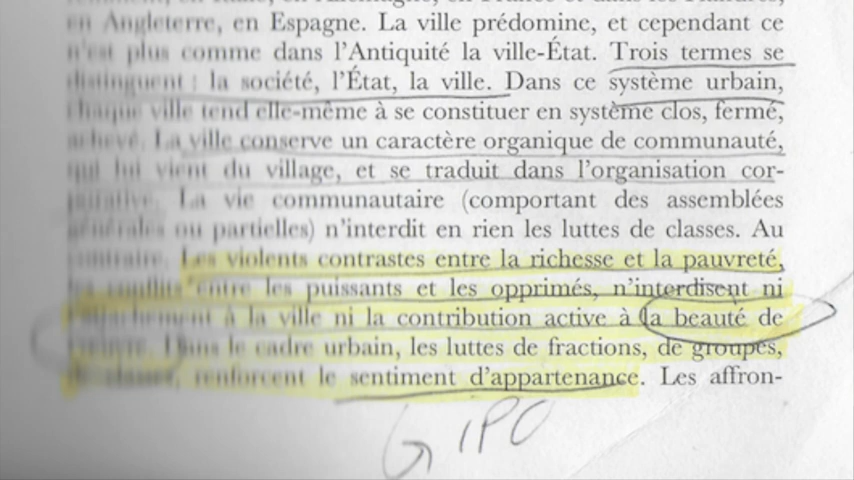 en Angleterre, en Espagne. La ville prédomine, et cependant ce
n'est plus comme dans l'Antiquité la ville-État. Trois termes se
distinguent : la société, l'État, la ville. Dans ce système urbain,
chaque ville tend elle-même à se constituer en système clos, fermé,
achevé. La ville conserve un caractère organique de communauté,
qui lui vient du village, et se traduit dans l'organisation cor-
porative. La vie communautaire (comportant des assemblées
générales ou partielles) n'interdit en rien les luttes de classes. Au
contraire. Les violents contrastes entre la richesse et la pauvreté,
les conflits entre les puissants et les opprimés, n'interdisent ni
l'attachement à la ville ni la contribution active à la beauté de
l'œuvre. Dans le cadre urbain, les luttes de fractions, de groupes,
de classes, renforcent le sentiment d'appartenance. Les affron-